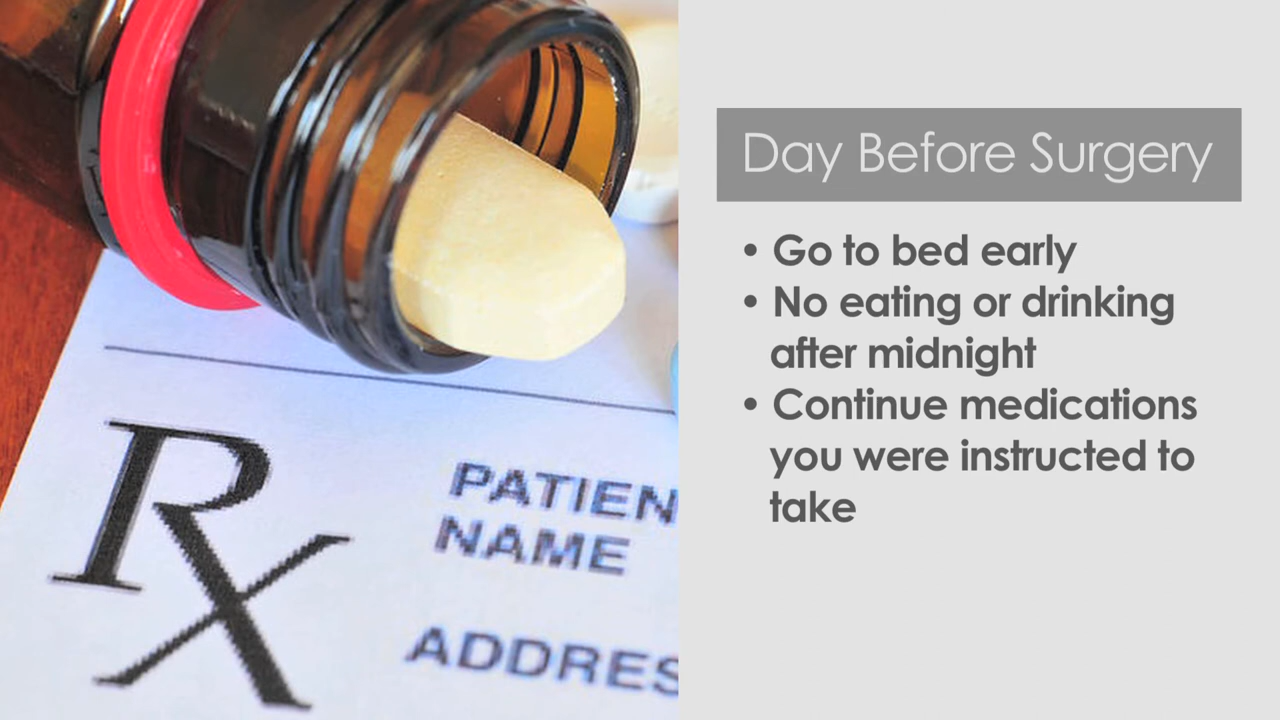 Day Before Surgery
• Go to bed early
• No eating or drinking
after midnight
• Continue medications
you were instructed to
take
Rx
PATIEN
NAME
ADDRES